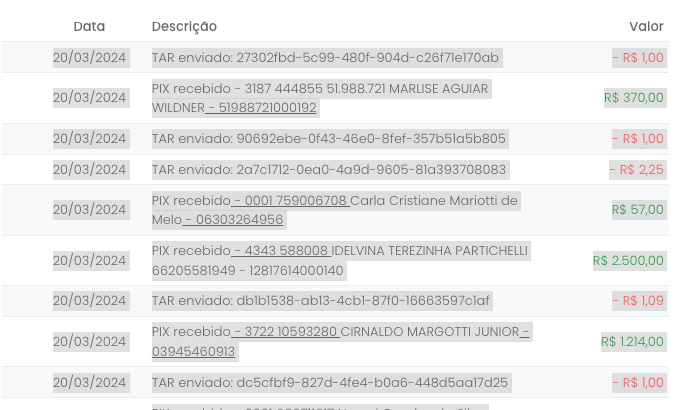 Data Descrição Valor
20/03/2024 TAR enviado: 27302fbd-5c99-480f-904d-c26f71e170ab - R$ 1,00
PIX recebido - 3187 444855 51.988.721 MARLISE AGUIAR
20/03/2024 R$ 370,00
WILDNER - 51988721000192
20/03/2024 TAR enviado: 90692ebe-0f43-46e0-8fef-357b51a5b805 - R$ 1,00
20/03/2024 TAR enviado: 2a7c1712-0ea0-4a9d-9605-81a393708083 - R$ 2,25
PIX recebido - 0001 759006708 Carla Cristiane Mariotti de
20/03/2024 R$ 57,00
Melo - 06303264956
PIX recebido - 4343 588008 IDELVINA TEREZINHA PARTICHELLI
20/03/2024 R$ 2.500,00
66205581949 - 12817614000140
20/03/2024 TAR enviado: db1b1538-ab13-4cb1-87f0-16663597c1af - R$ 1,09
PIX recebido - 3722 10593280 CIRNALDO MARGOTTI JUNIOR -
20/03/2024 R$ 1.214,00
03945460913
20/03/2024 TAR enviado: dc5cfbf9-827d-4fe4-b0a6-448d5aa17d25 - R$ 1,00